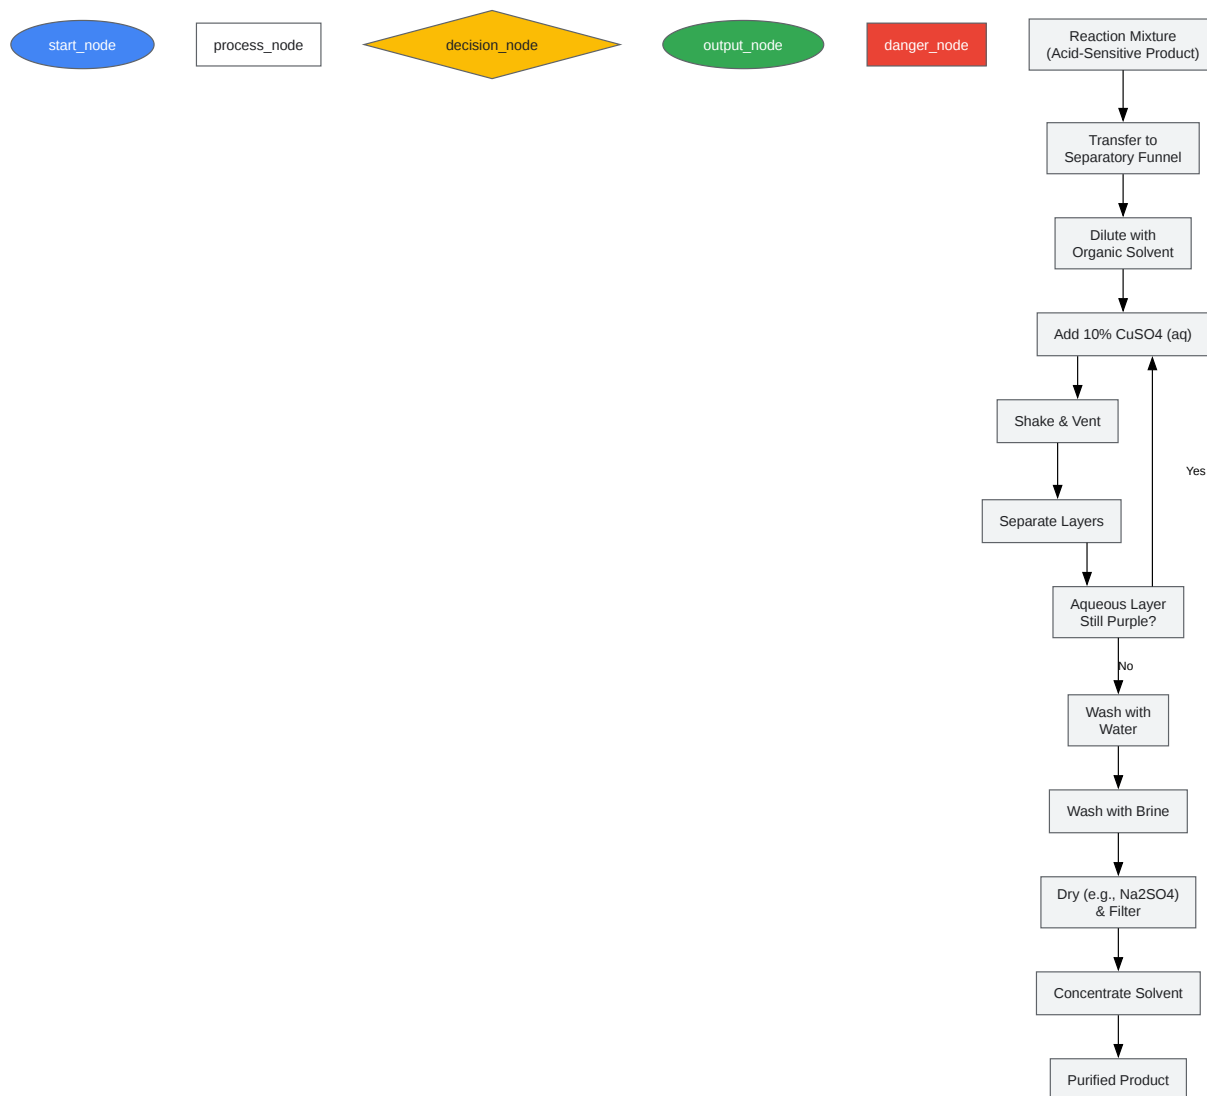 start_node
process_node
decision_node
output_node
danger_node
Reaction Mixture
(Acid-Sensitive Product)
Transfer to
Separatory Funnel
Dilute with
Organic Solvent
Add 10% CuSO4 (aq)
Shake & Vent
Yes
Separate Layers
Aqueous Layer
Still Purple?
No
Wash with
Water
Wash with Brine
Dry (e.g., Na2SO4)
& Filter
Concentrate Solvent
Purified Product